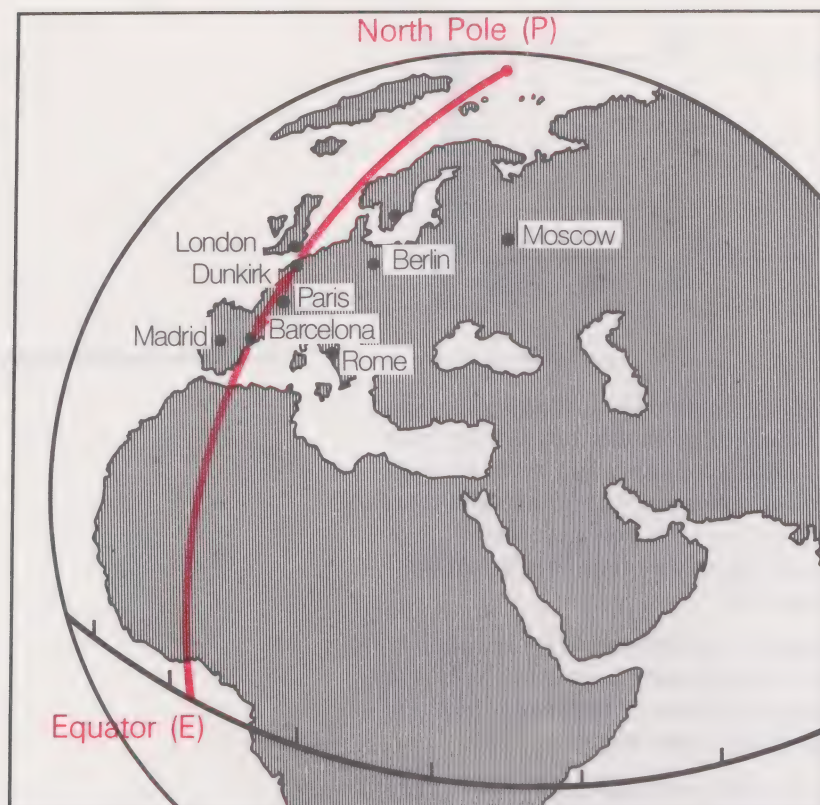 North Pole (P)
London
Dunkirk
Moscow
Berlin
Paris
Madrid
Barcelona
Rome
Equator (E)